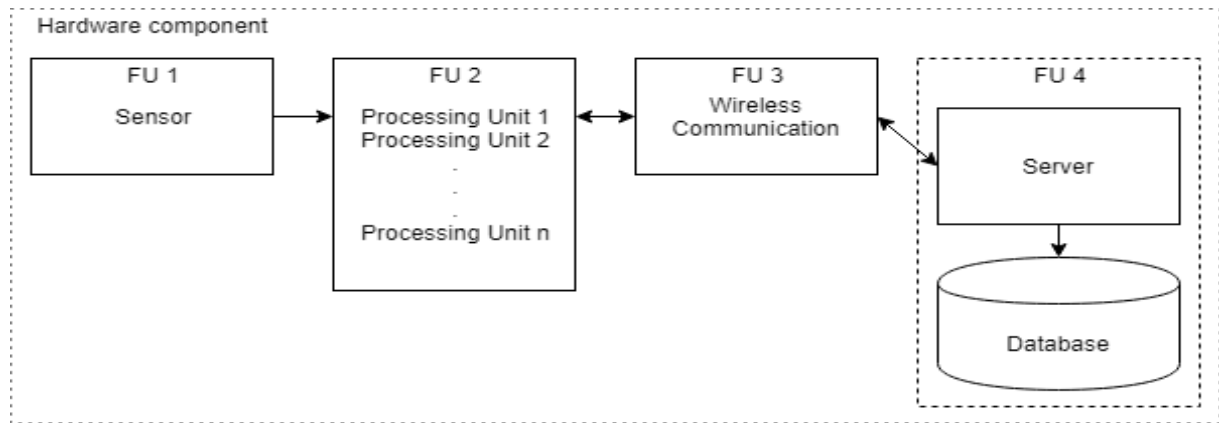 Hardware component
FU 1
Sensor
FU 2
Processing Unit 1
Processing Unit 2
.
.
.
Processing Unit n
FU 3
Wireless
Communication
FU 4
Server
Database